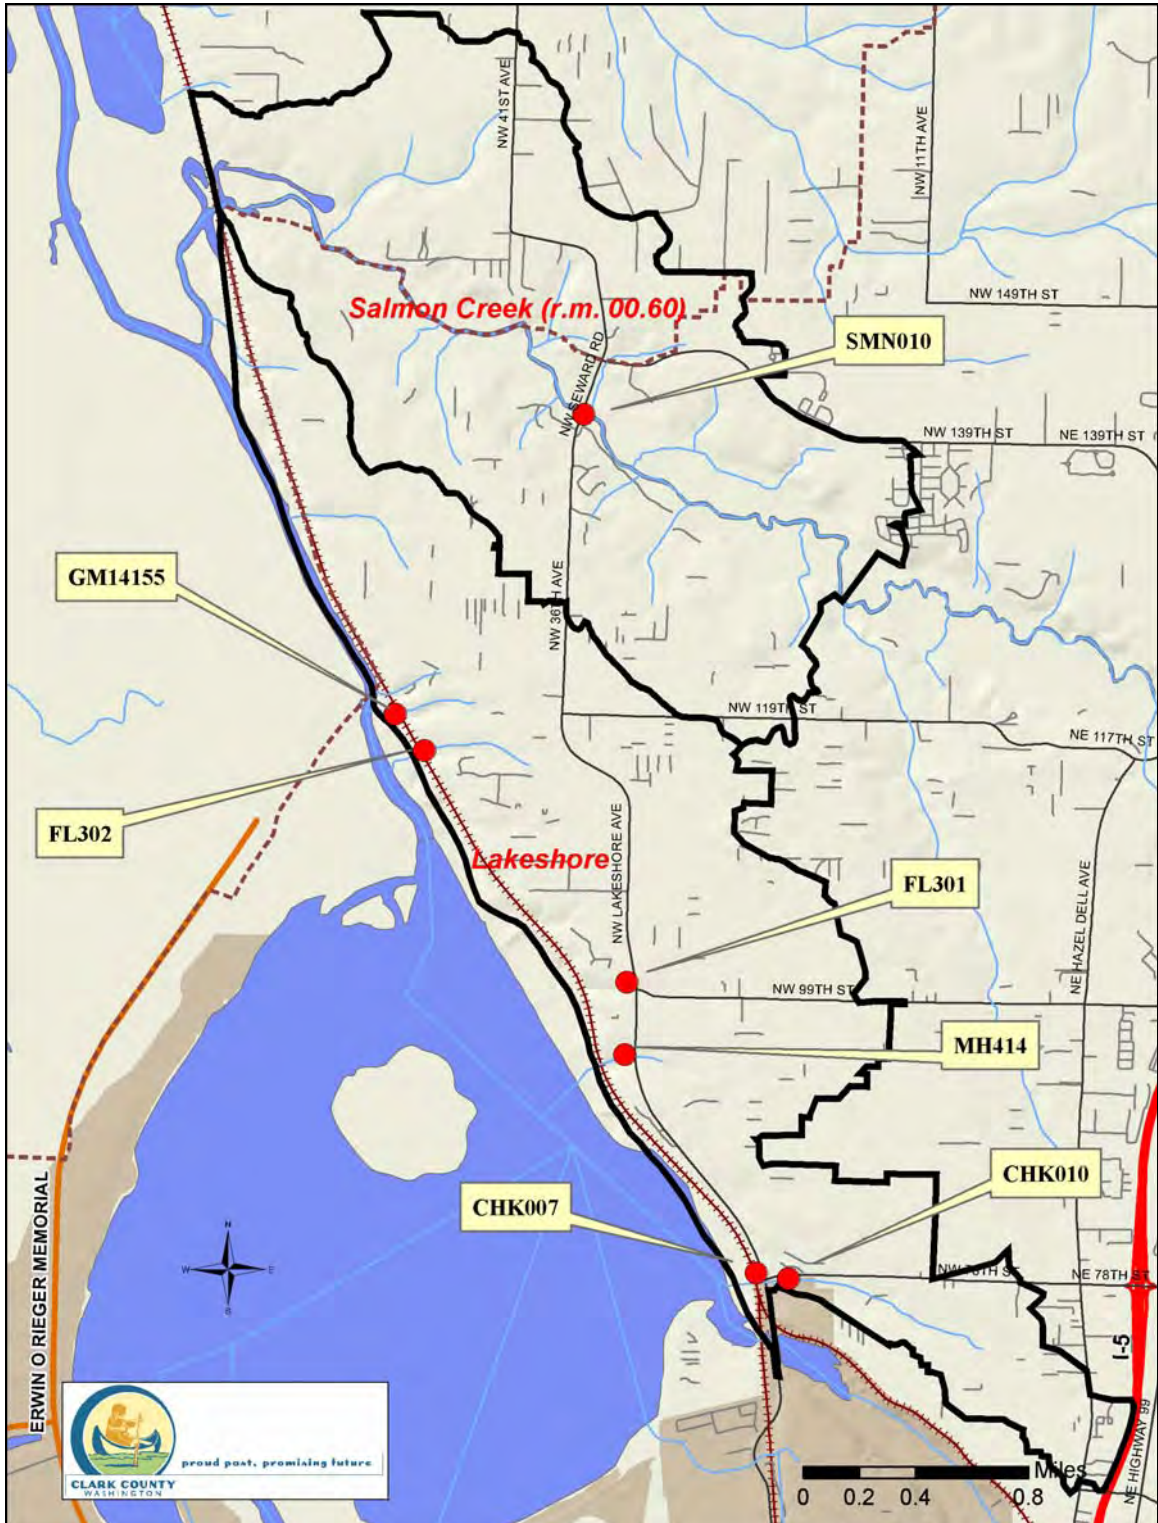 NW 41ST AVE
NW 11TH AVE
NW 149TH ST
Salmon Creek (r.m. 00.60)
SMN010
NW SEWARD RD
NW 139TH ST
NE 139TH ST
GM14155
NW 36TH AVE
NW 119TH ST
NE 117TH ST
FL302
Lakeshore
NW LAKESHORE AVE
FL301
NE HAZEL DELL AVE
NW 99TH ST
MH414
CHK010
CHK007
NW 78TH ST
NE 78TH ST
N
W
E
S
ERWIN O RIEGER MEMORIAL
I-5
NE HIGHWAY 99
proud past, promising future
CLARK COUNTY
WASHINGTON
Miles
0 0.2 0.4 0.8